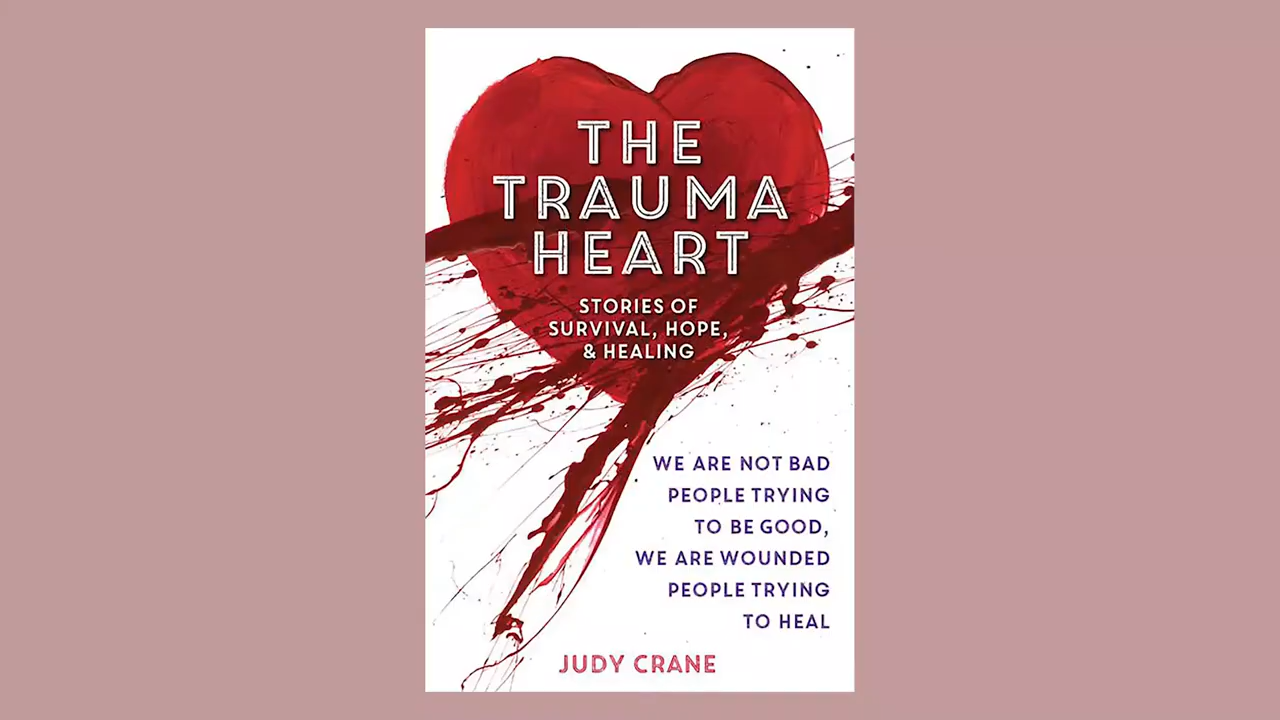 THE
TRAUMA
HEART
STORIES OF
SURVIVAL, HOPE,
& HEALING
WE ARE NOT BAD
PEOPLE TRYING
TO BE GOOD,
WE ARE WOUNDED
PEOPLE TRYING
TO HEAL
JUDY CRANE